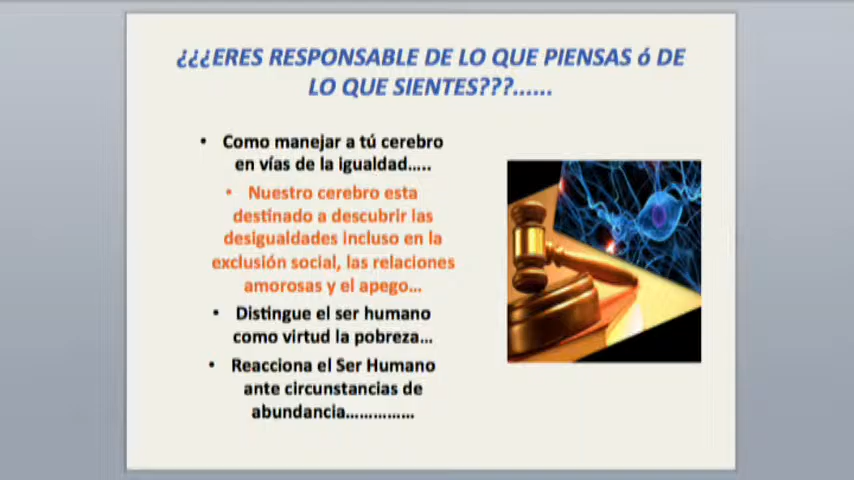 ¿¿¿ERES RESPONSABLE DE LO QUE PIENSAS ó DE
LO QUE SIENTES???......
• Como manejar a tú cerebro
en vías de la igualdad.....
• Nuestro cerebro esta
destinado a descubrir las
desigualdades incluso en la
exclusión social, las relaciones
amorosas y el apego...
• Distingue el ser humano
como virtud la pobreza...
• Reacciona el Ser Humano
ante circunstancias de
abundancia...............